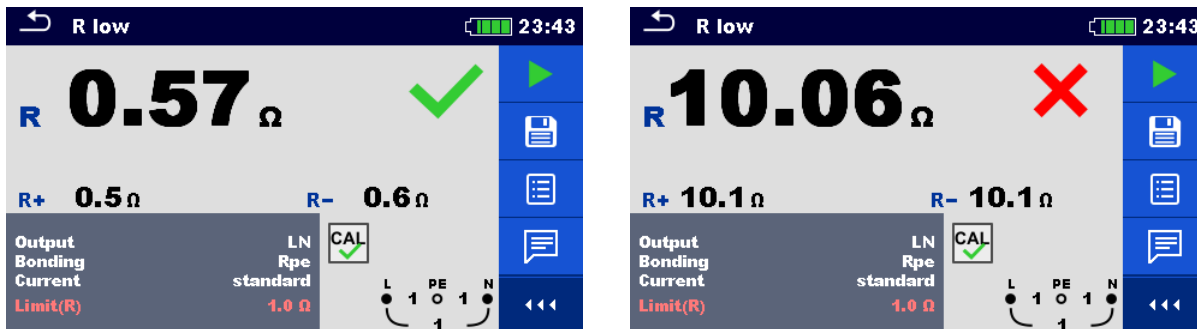 R low 23:43
R 0.57 Ω
R+ 0.5 Ω R- 0.6 Ω
Output LN
Bonding Rpe
Current standard
Limit(R) 1.0 Ω
CAL
L PE N
1 1
1
R low 23:43
R 10.06 Ω
R+ 10.1 Ω R- 10.1 Ω
Output LN
Bonding Rpe
Current standard
Limit(R) 1.0 Ω
CAL
L PE N
1 1
1